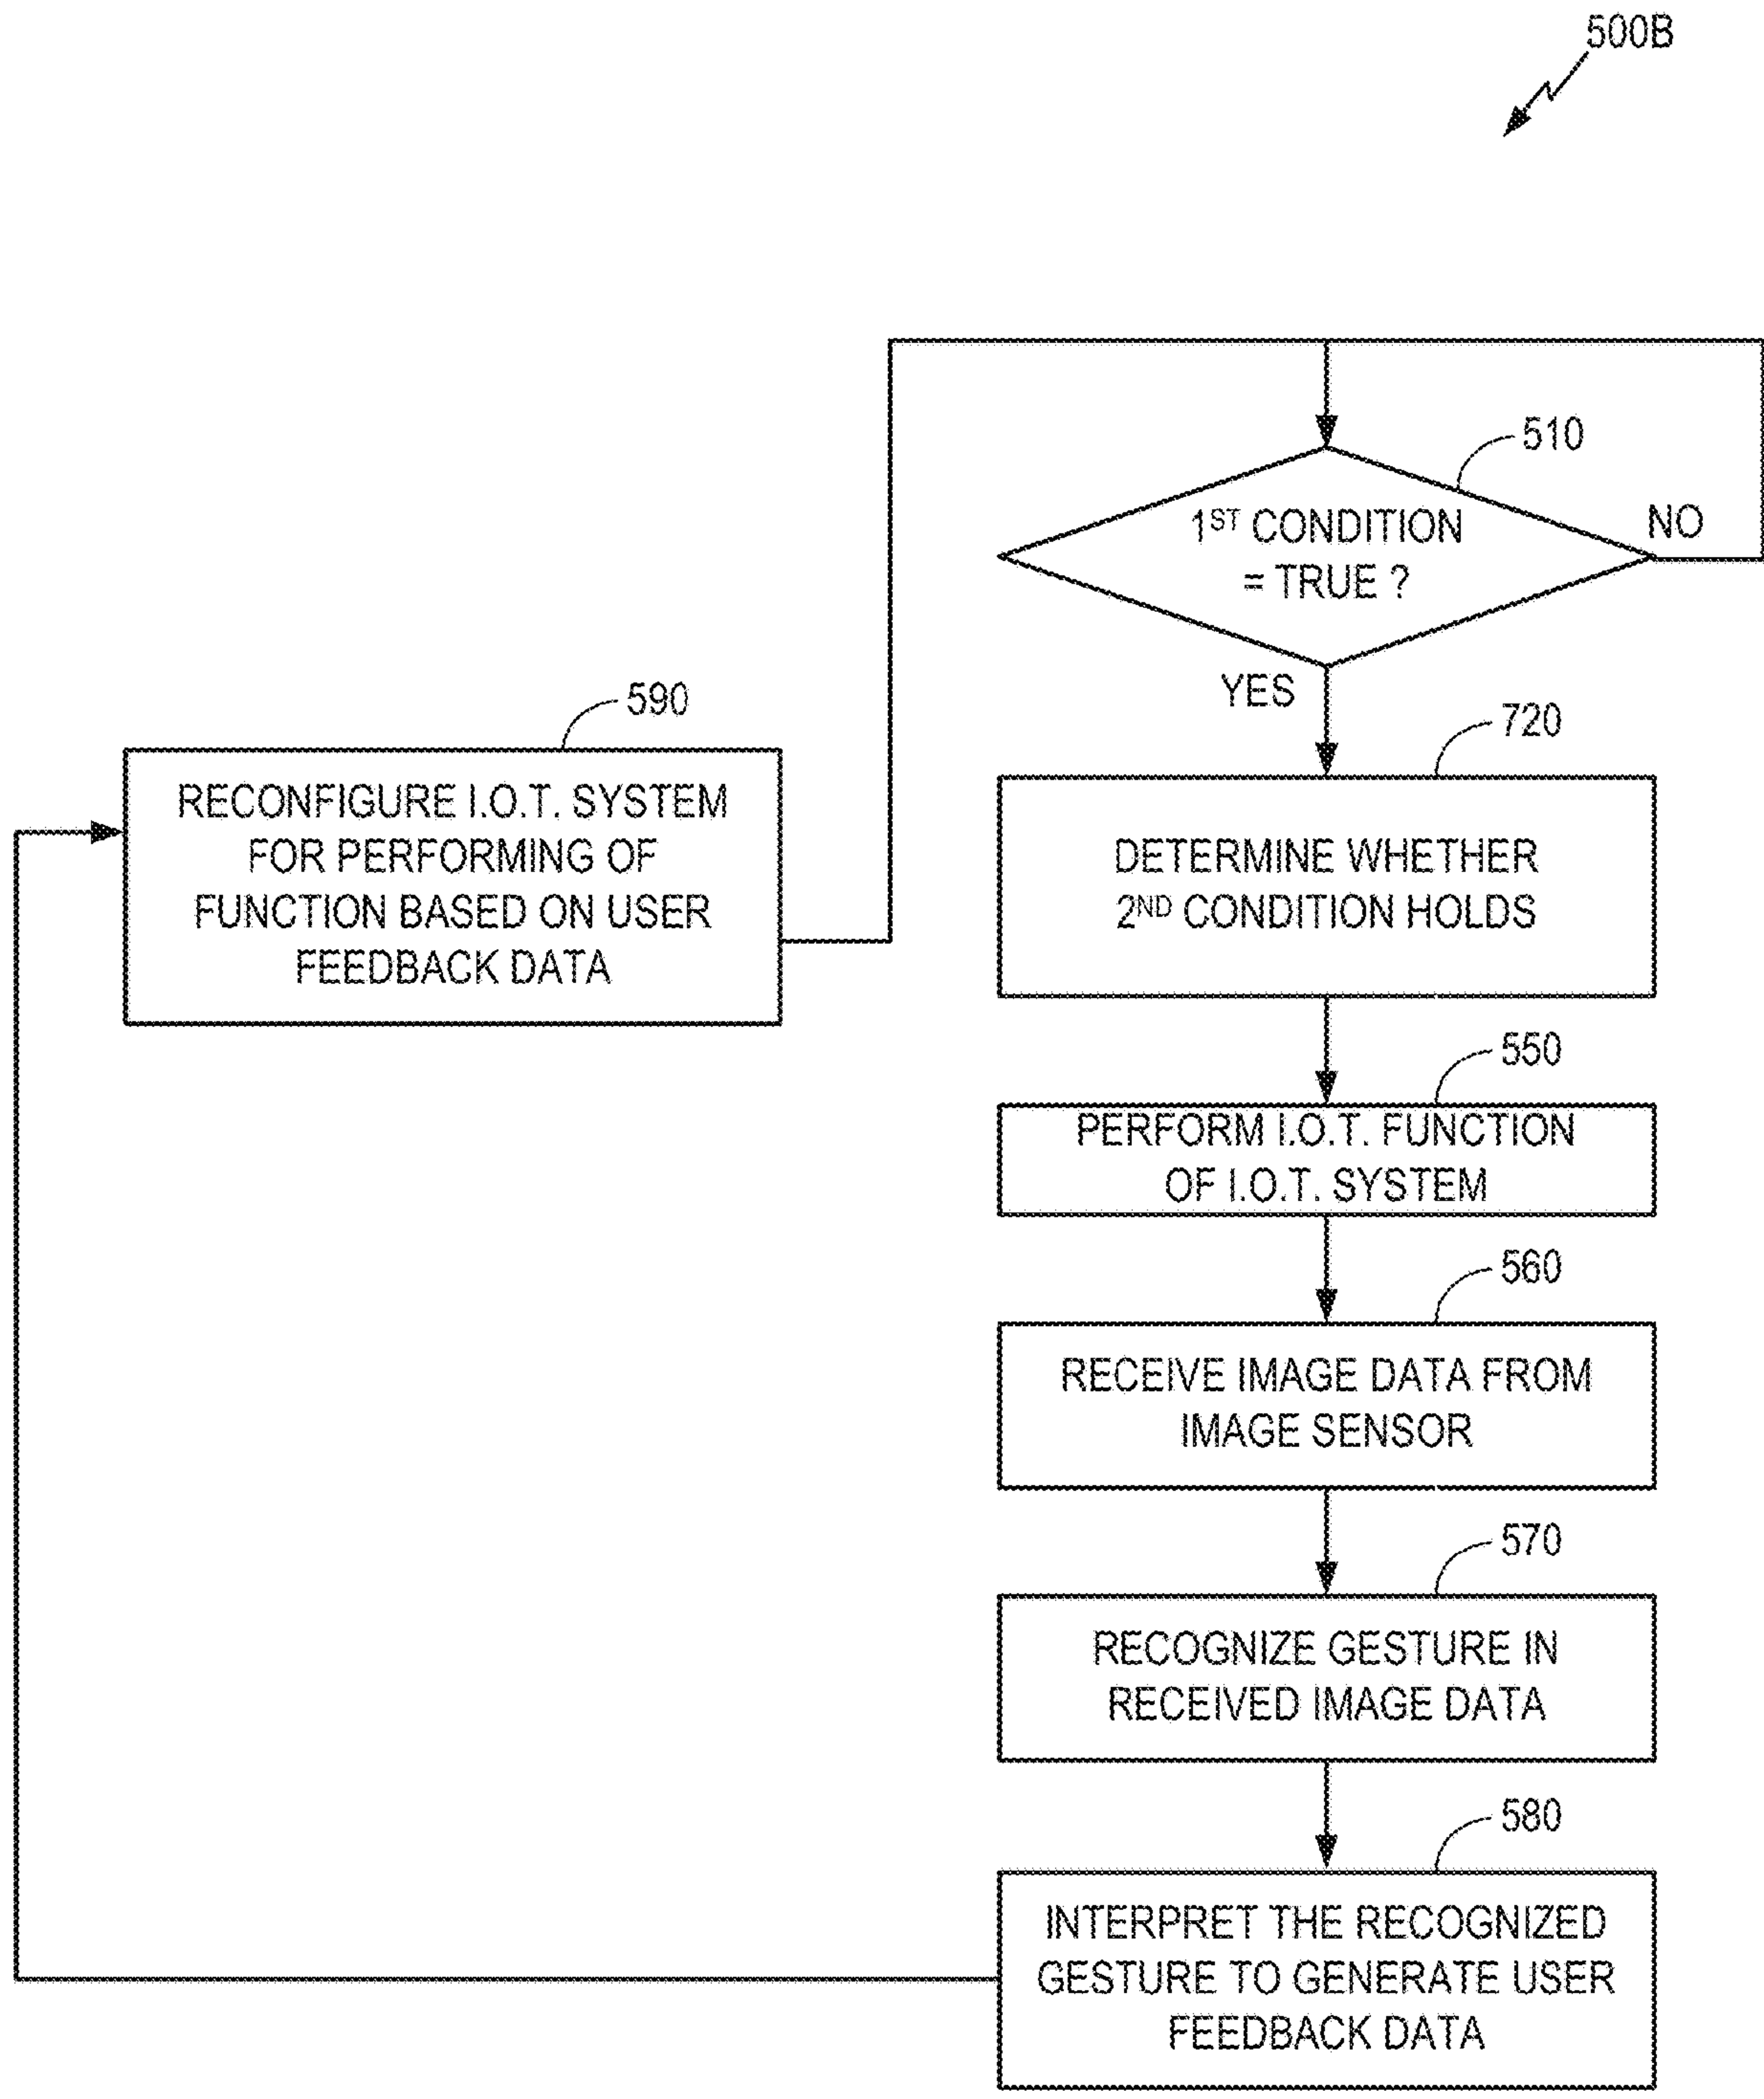 500B
510
1ST CONDITION
= TRUE ?
NO
YES
590
RECONFIGURE I.O.T. SYSTEM
FOR PERFORMING OF
FUNCTION BASED ON USER
FEEDBACK DATA
720
DETERMINE WHETHER
2ND CONDITION HOLDS
550
PERFORM I.O.T. FUNCTION
OF I.O.T. SYSTEM
560
RECEIVE IMAGE DATA FROM
IMAGE SENSOR
570
RECOGNIZE GESTURE IN
RECEIVED IMAGE DATA
580
INTERPRET THE RECOGNIZED
GESTURE TO GENERATE USER
FEEDBACK DATA